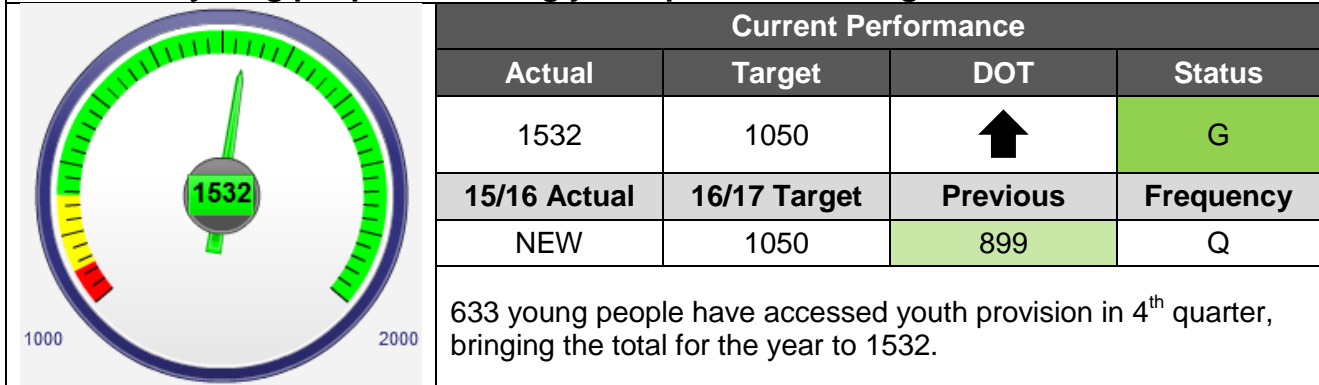 Current Performance
Actual Target DOT Status
1532 1050 G
15/16 Actual 16/17 Target Previous Frequency
NEW 1050 899 Q
633 young people have accessed youth provision in 4th quarter,
bringing the total for the year to 1532.
1532
1000 2000